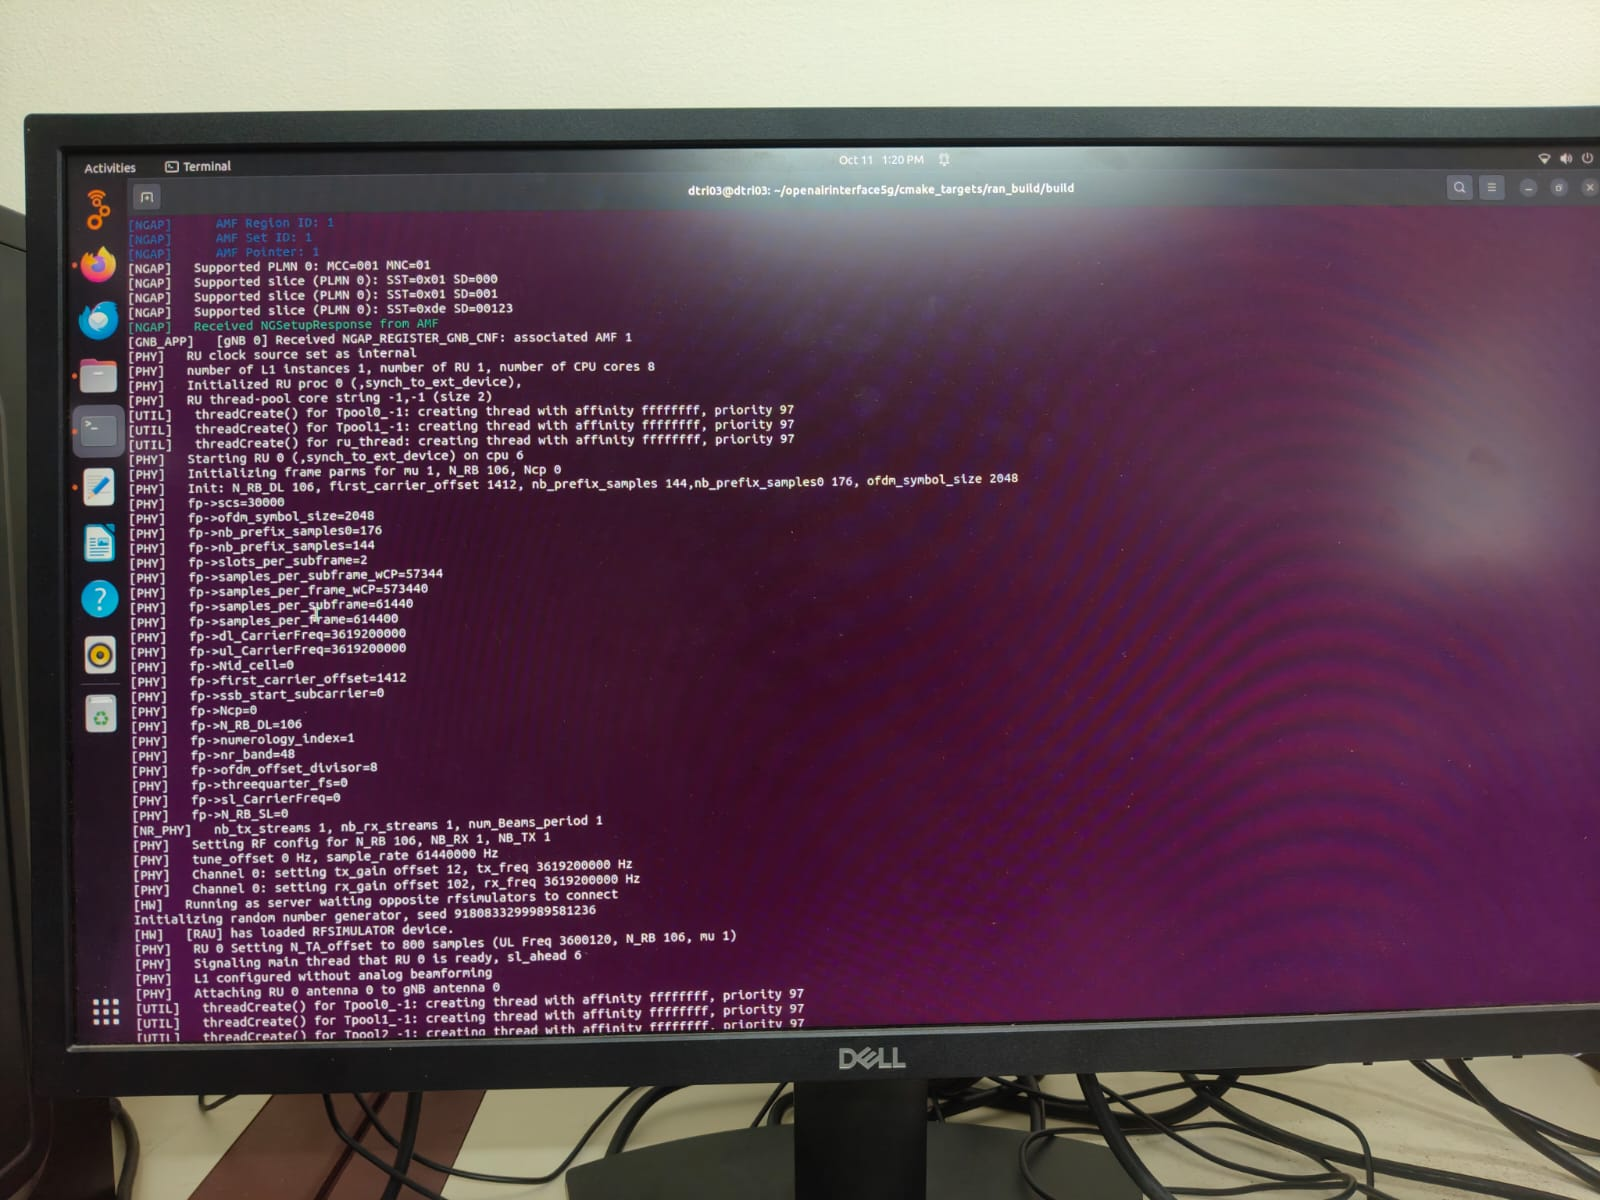 Activities
Terminal
Oct 11 1:20 PM
dtri03@dtri03: ~/openairinterface5g/cmake_targets/ran_build/build
[NGAP] AMF Region ID: 1
[NGAP] AMF Set ID: 1
[NGAP] AMF Pointer: 1
[NGAP] Supported PLMN 0: MCC=001 MNC=01
[NGAP] Supported slice (PLMN 0): SST=0x01 SD=000
[NGAP] Supported slice (PLMN 0): SST=0x01 SD=001
[NGAP] Supported slice (PLMN 0): SST=0xde SD=00123
[NGAP] Received NGSetupResponse from AMF
[GNB_APP] [gNB 0] Received NGAP_REGISTER_GNB_CNF: associated AMF 1
[PHY] RU clock source set as internal
[PHY] number of L1 instances 1, number of RU 1, number of CPU cores 8
[PHY] Initialized RU proc 0 (,synch_to_ext_device),
[PHY] RU thread-pool core string -1,-1 (size 2)
[UTIL] threadCreate() for Tpool0_-1: creating thread with affinity ffffffff, priority 97
[UTIL] threadCreate() for Tpool1_-1: creating thread with affinity ffffffff, priority 97
[UTIL] threadCreate() for ru_thread: creating thread with affinity ffffffff, priority 97
[PHY] Starting RU 0 (,synch_to_ext_device) on cpu 6
[PHY] Initializing frame parms for mu 1, N_RB 106, Ncp 0
[PHY] Init: N_RB_DL 106, first_carrier_offset 1412, nb_prefix_samples 144,nb_prefix_samples0 176, ofdm_symbol_size 2048
[PHY] fp->scs=30000
[PHY] fp->ofdm_symbol_size=2048
[PHY] fp->nb_prefix_samples0=176
[PHY] fp->nb_prefix_samples=144
[PHY] fp->slots_per_subframe=2
[PHY] fp->samples_per_subframe_wCP=57344
[PHY] fp->samples_per_frame_wCP=573440
[PHY] fp->samples_per_subframe=61440
[PHY] fp->samples_per_frame=614400
[PHY] fp->dl_CarrierFreq=3619200000
[PHY] fp->ul_CarrierFreq=3619200000
[PHY] fp->Nid_cell=0
[PHY] fp->first_carrier_offset=1412
[PHY] fp->ssb_start_subcarrier=0
[PHY] fp->Ncp=0
[PHY] fp->N_RB_DL=106
[PHY] fp->numerology_index=1
[PHY] fp->nr_band=48
[PHY] fp->ofdm_offset_divisor=8
[PHY] fp->threequarter_fs=0
[PHY] fp->sl_CarrierFreq=0
[PHY] fp->N_RB_SL=0
[NR_PHY] nb_tx_streams 1, nb_rx_streams 1, num_Beams_period 1
[PHY] Setting RF config for N_RB 106, NB_RX 1, NB_TX 1
[PHY] tune_offset 0 Hz, sample_rate 61440000 Hz
[PHY] Channel 0: setting tx_gain offset 12, tx_freq 3619200000 Hz
[PHY] Channel 0: setting rx_gain offset 102, rx_freq 3619200000 Hz
[HW] Running as server waiting opposite rfsimulators to connect
Initializing random number generator, seed 9180833299989581236
[HW] [RAU] has loaded RFSIMULATOR device.
[PHY] RU 0 Setting N_TA_offset to 800 samples (UL Freq 3600120, N_RB 106, mu 1)
[PHY] Signaling main thread that RU 0 is ready, sl_ahead 6
[PHY] L1 configured without analog beamforming
[PHY] Attaching RU 0 antenna 0 to gNB antenna 0
[UTIL] threadCreate() for Tpool0_-1: creating thread with affinity ffffffff, priority 97
[UTIL] threadCreate() for Tpool1_-1: creating thread with affinity ffffffff, priority 97
[UTIL] threadCreate() for Tpool2_-1: creating thread with affinity ffffffff, priority 97
DELL